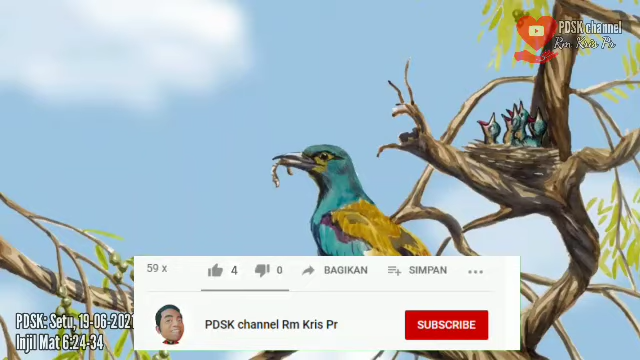 PDSK channel
Rm Kris Pr
59 x
4
0
BAGIKAN
SIMPAN
PDSK channel Rm Kris Pr
SUBSCRIBE
PDSK: Setu, 19-06-2021
Injil Mat 6:24-34